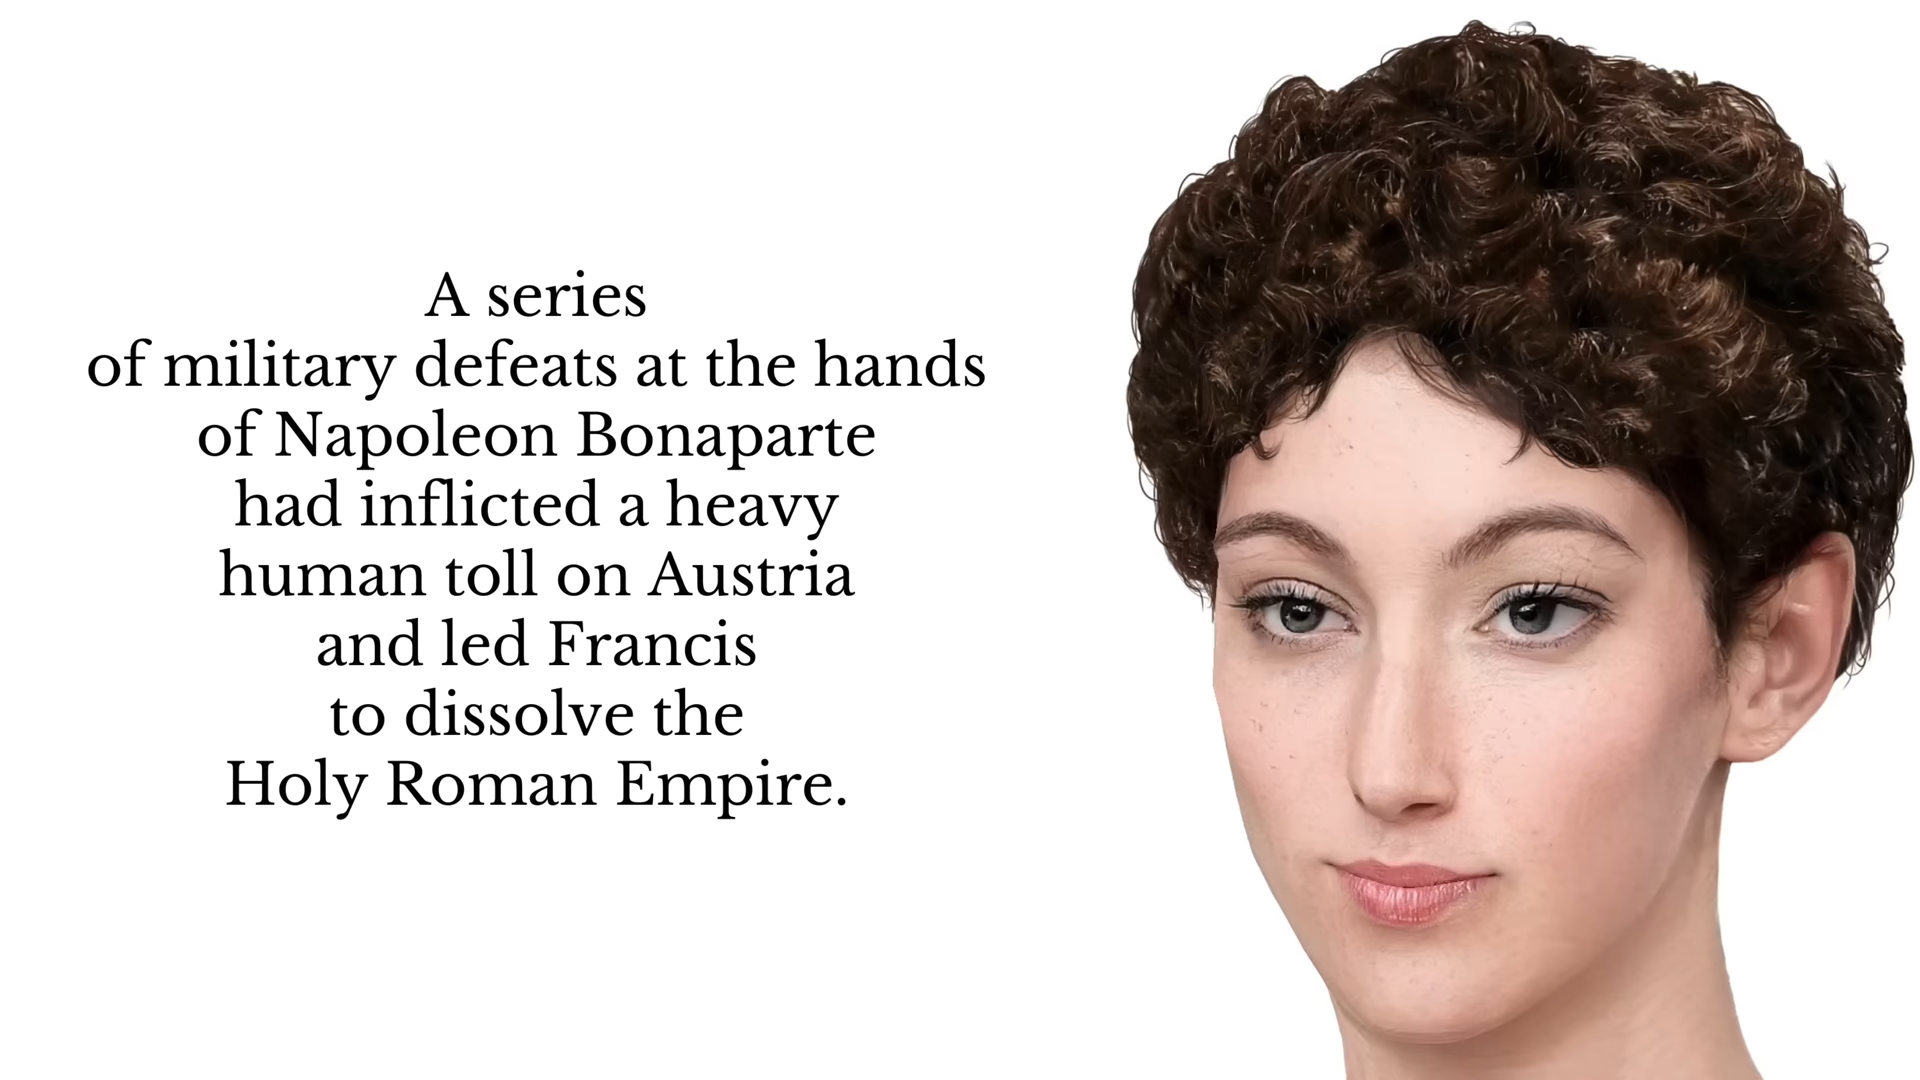 A series
of military defeats at the hands
of Napoleon Bonaparte
had inflicted a heavy
human toll on Austria
and led Francis
to dissolve the
Holy Roman Empire.